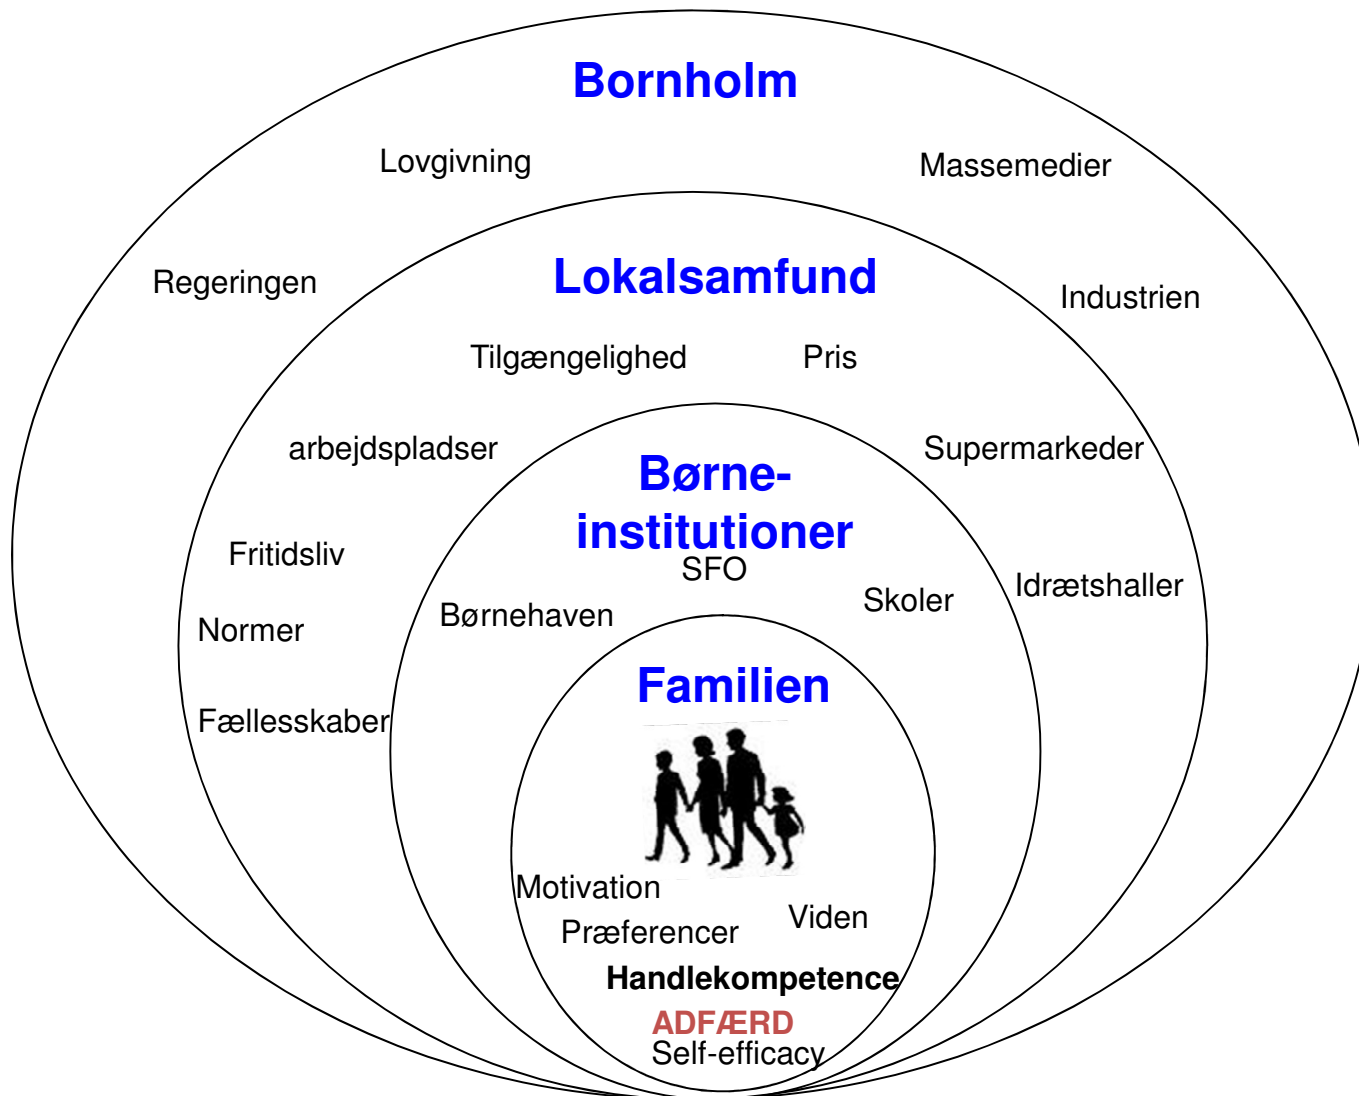 Bornholm
Lovgivning
Massemedier
Regeringen
Industrien
Lokalsamfund
Tilgængelighed
Pris
arbejdspladser
Supermarkeder
Børne-
institutioner
Fritidsliv
SFO
Idrætshaller
Skoler
Børnehaven
Normer
Familien
Fællesskaber
Motivation
Viden
Præferencer
Handlekompetence
ADFÆRD
Self-efficacy